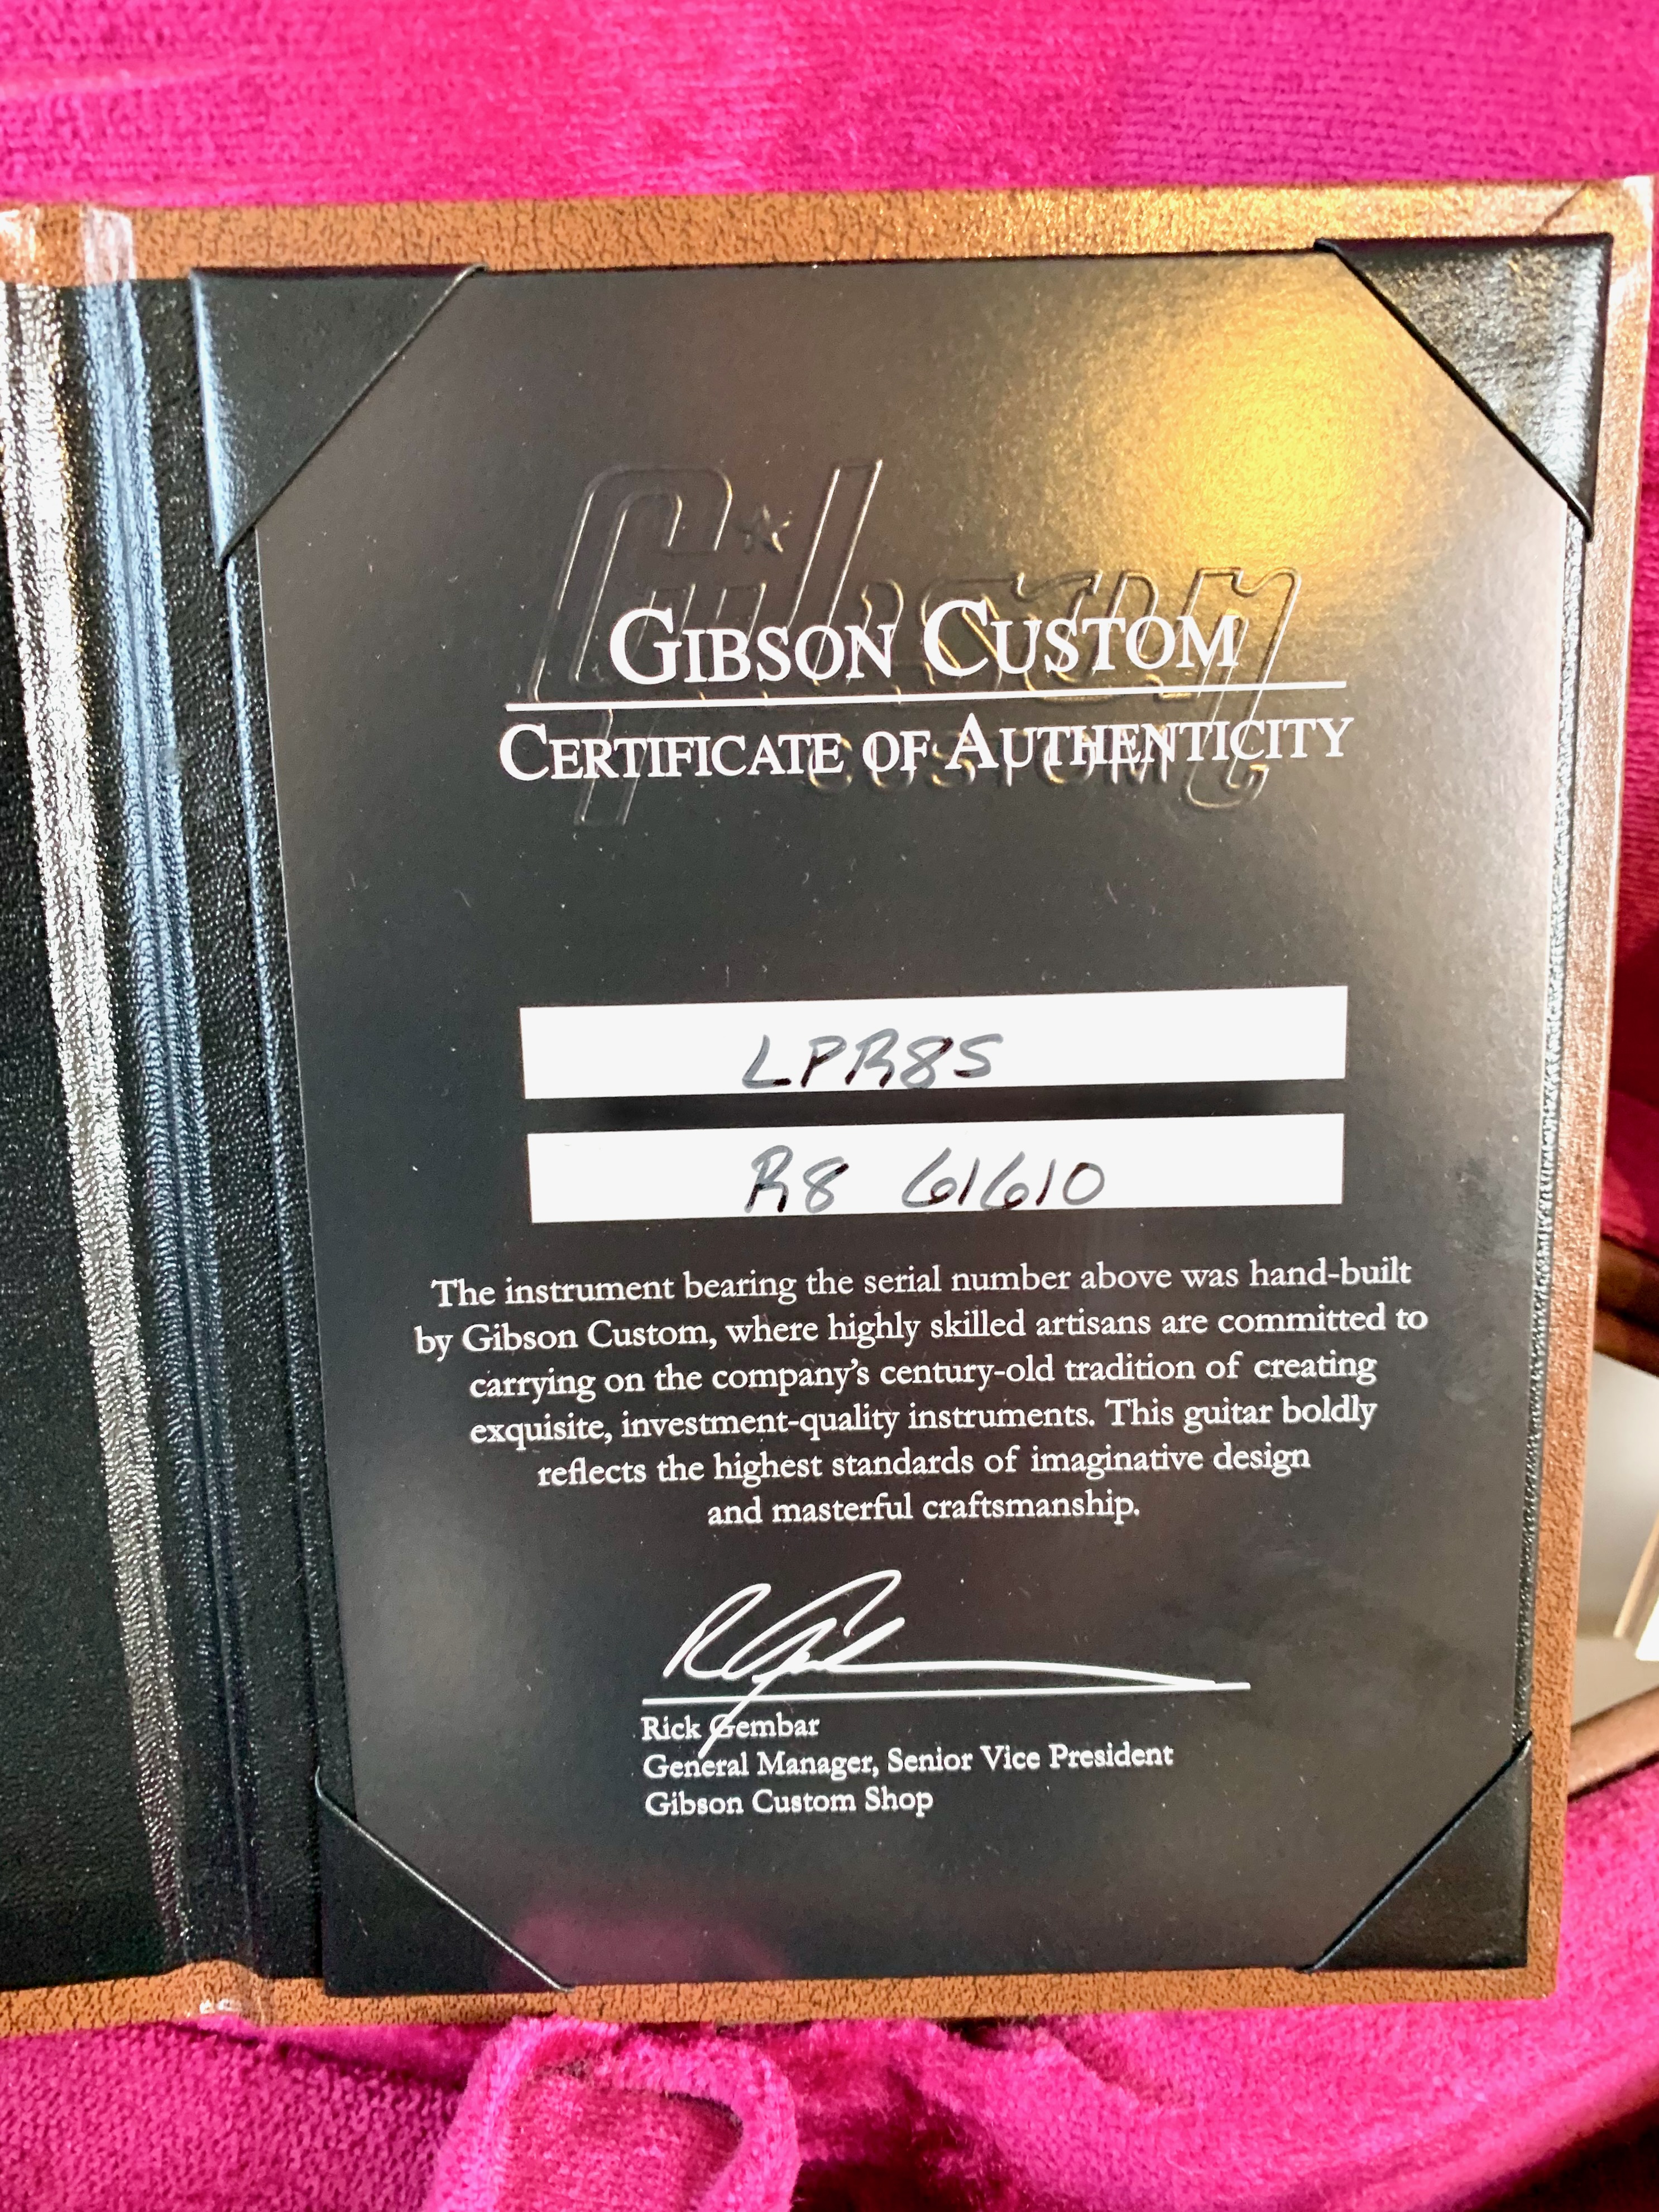 Gibson
CUSTOM
GIBSON CUSTOM
CERTIFICATE OF AUTHENTICITY
LPR8S
R8 61610
The instrument bearing the serial number above was hand-built
by Gibson Custom, where highly skilled artisans are committed to
carrying on the company's century-old tradition of creating
exquisite, investment-quality instruments. This guitar boldly
reflects the highest standards of imaginative design
and masterful craftsmanship.
Rick Gembar
General Manager, Senior Vice President
Gibson Custom Shop